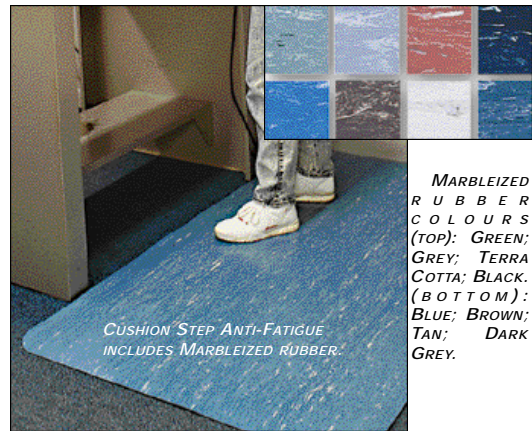 MARBLEIZED
RUBBER
COLOURS
(TOP): GREEN;
GREY; TERRA
COTTA; BLACK.
(BOTTOM):
BLUE; BROWN;
TAN; DARK
GREY.
CUSHION STEP ANTI-FATIGUE
INCLUDES MARBLEIZED RUBBER.